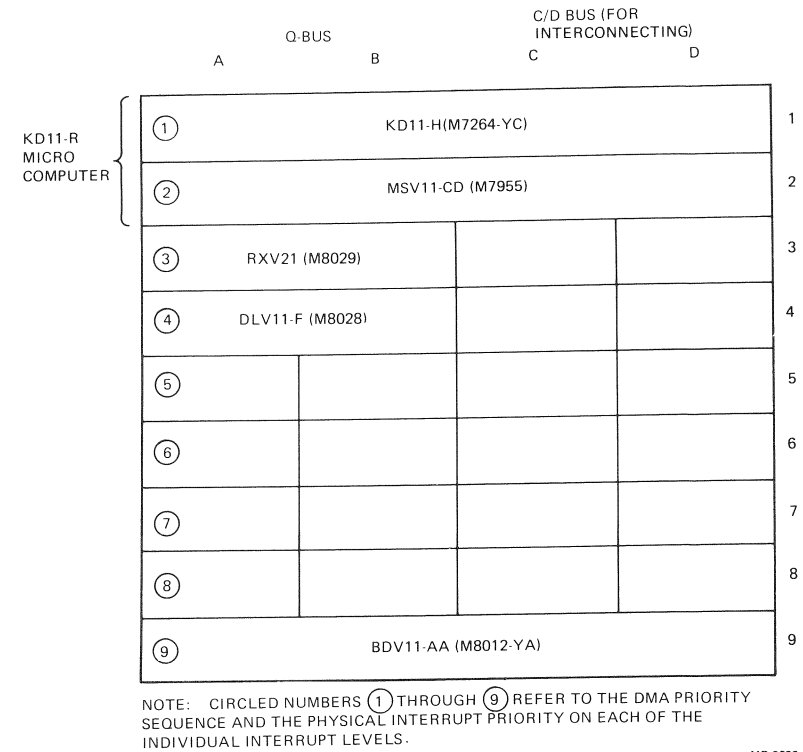 C/D BUS (FOR
INTERCONNECTING)
Q-BUS
A B C D
KD11-R
MICRO
COMPUTER
1 KD11-H(M7264-YC) 1
2 MSV11-CD (M7955) 2
3 RXV21 (M8029) 3
4 DLV11-F (M8028) 4
5 5
6 6
7 7
8 8
9 BDV11-AA (M8012-YA) 9
NOTE: CIRCLED NUMBERS 1 THROUGH 9 REFER TO THE DMA PRIORITY
SEQUENCE AND THE PHYSICAL INTERRUPT PRIORITY ON EACH OF THE
INDIVIDUAL INTERRUPT LEVELS.